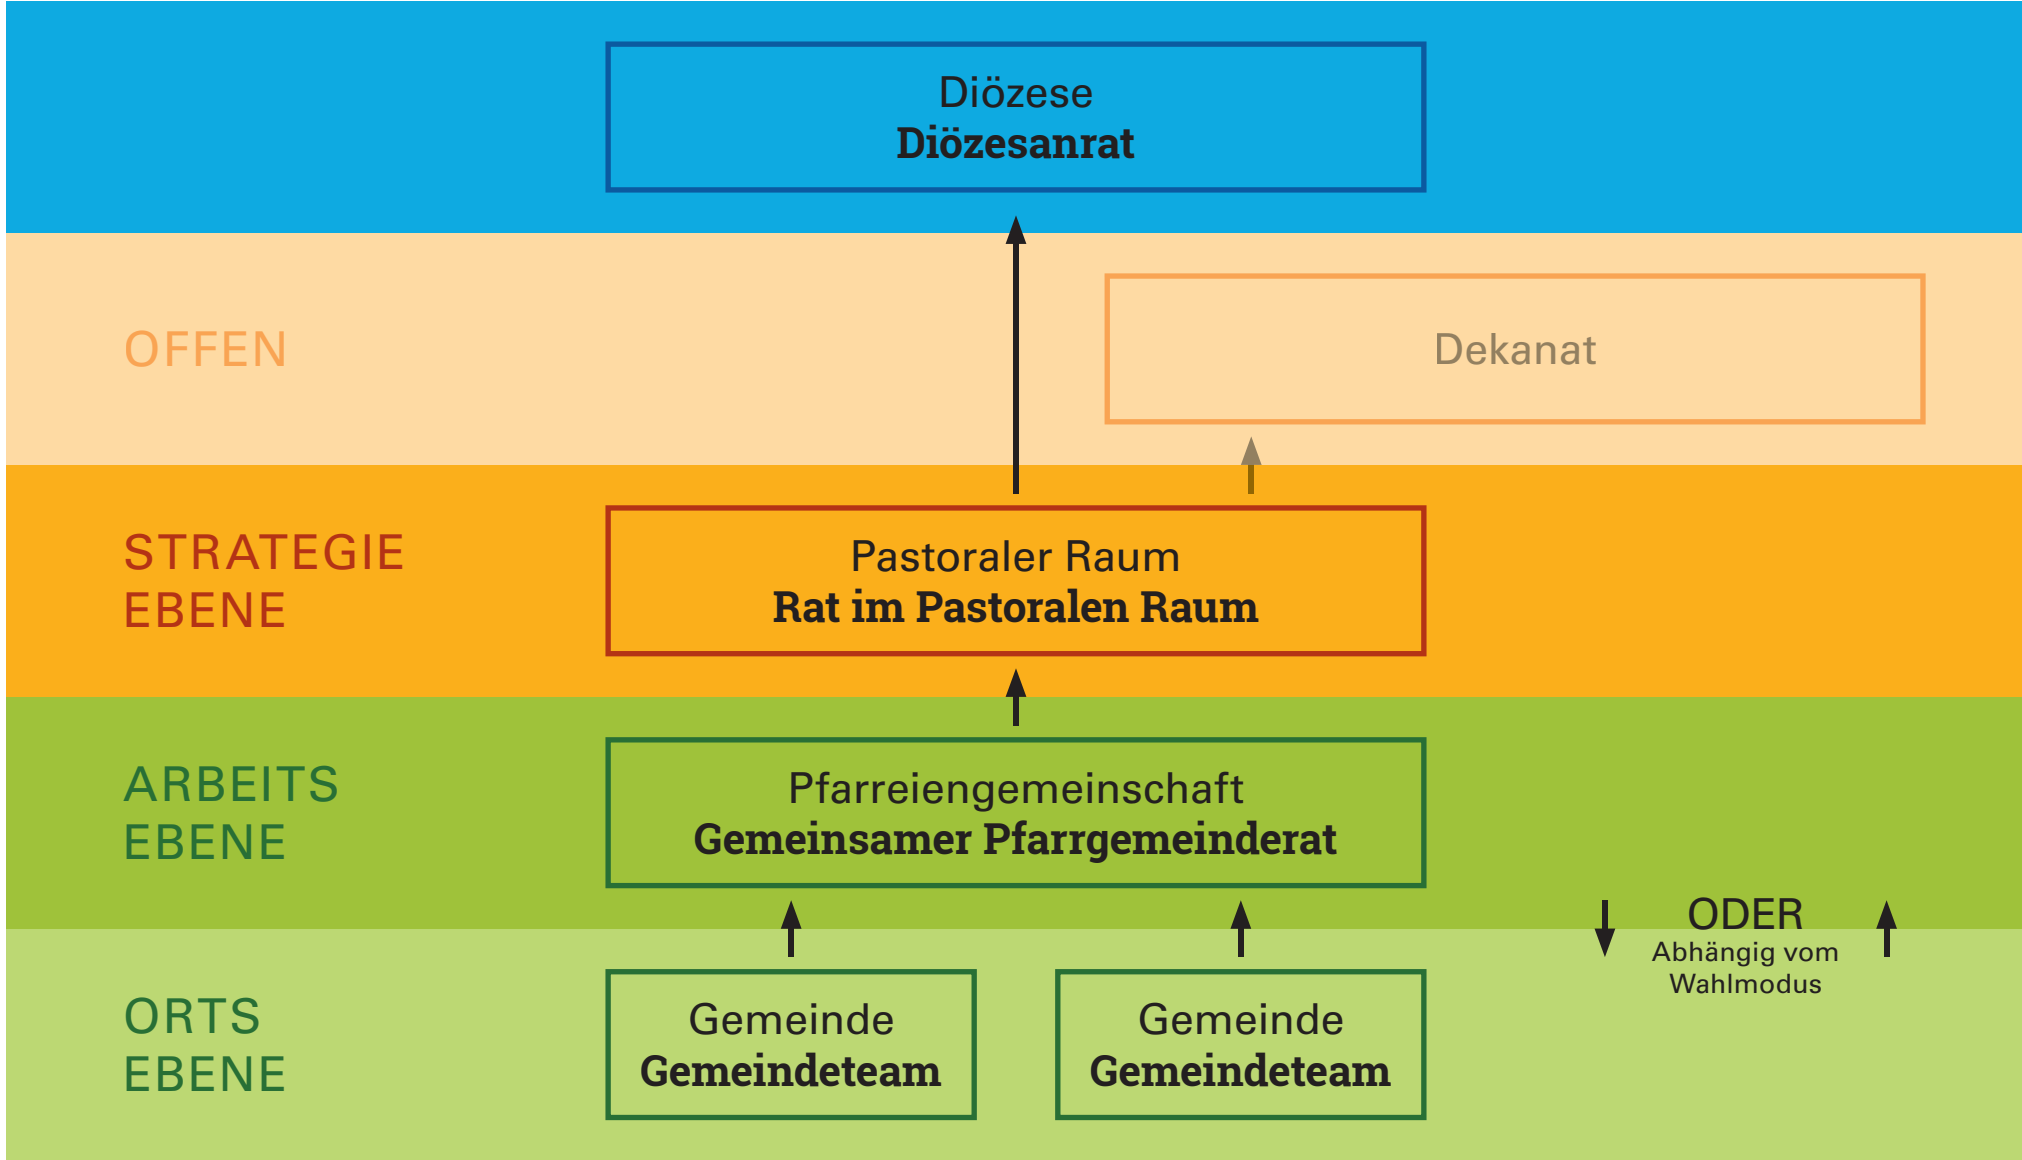 Diözese
Diözesanrat
OFFEN
Dekanat
STRATEGIE
EBENE
Pastoraler Raum
Rat im Pastoralen Raum
ARBEITS
EBENE
Pfarreiengemeinschaft
Gemeinsamer Pfarrgemeinderat
ODER
Abhängig vom
Wahlmodus
ORTS
EBENE
Gemeinde
Gemeindeteam
Gemeinde
Gemeindeteam